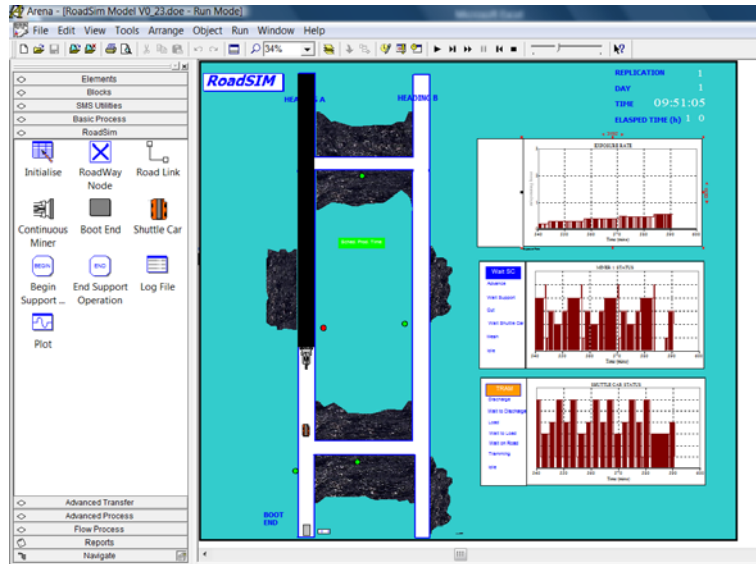 Arena - [RoadSim Model V0_23.doe - Run Mode]
File Edit View Tools Arrange Object Run Window Help
34%
Elements
Blocks
SMS Utilities
Basic Process
RoadSim
Initialise
RoadWay Node
Road Link
Continuous Miner
Boot End
Shuttle Car
BEGIN
END
Begin Support ...
End Support Operation
Log File
Plot
Advanced Transfer
Advanced Process
Flow Process
Reports
Navigate
RoadSIM
HEADING A
HEADING B
BOOT END
REPLICATION 1
DAY 1
TIME 09:51:05
ELASPED TIME (h) 1 0
EXPOSURE RATE
Time (mins)
Wait SC
MINER 1 STATUS
Advance
Wait Support
Wait Shuttle Car
Idle
Time (mins)
TRAM
SHUTTLE CAR STATUS
Discharge
Wait to Discharge
Load
Wait to Load
Wait on Road
Tramming
Idle
Time (mins)